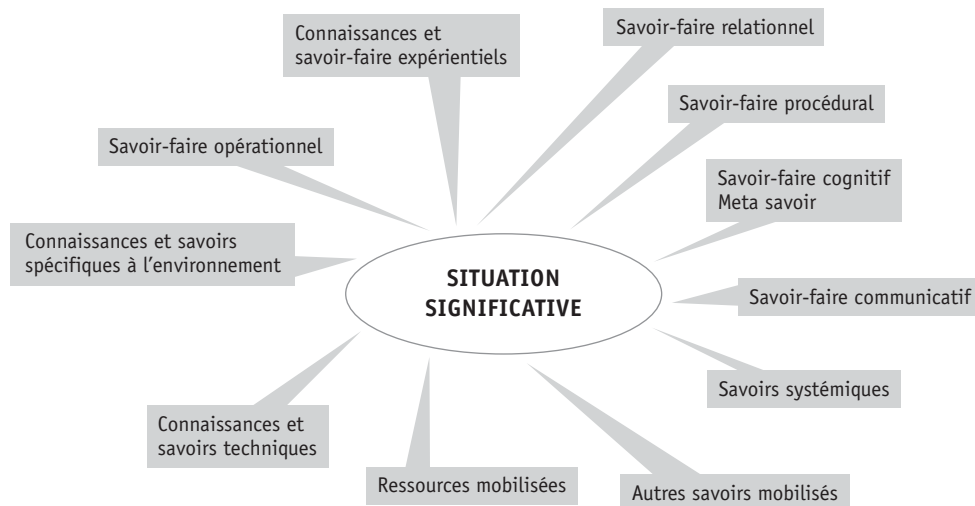 Connaissances et
savoir-faire expérientiels
Savoir-faire relationnel
Savoir-faire procédural
Savoir-faire opérationnel
Savoir-faire cognitif
Meta savoir
Connaissances et savoirs
spécifiques à l'environnement
SITUATION
SIGNIFICATIVE
Savoir-faire communicatif
Savoirs systémiques
Connaissances et
savoirs techniques
Ressources mobilisées
Autres savoirs mobilisés